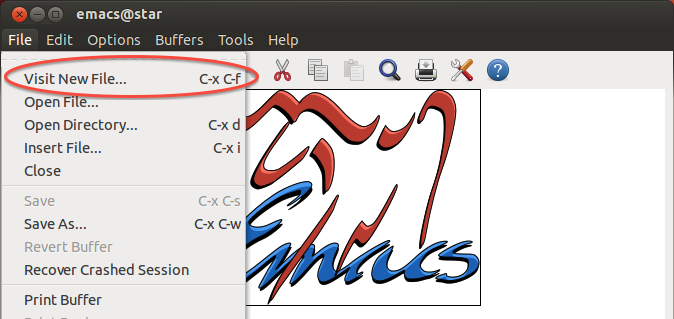 emacs@star
File Edit Options Buffers Tools Help
Visit New File... C-x C-f
Open File...
Open Directory... C-x d
Insert File... C-x i
Close
Save C-x C-s
Save As... C-x C-w
Revert Buffer
Recover Crashed Session
Print Buffer
Emacs